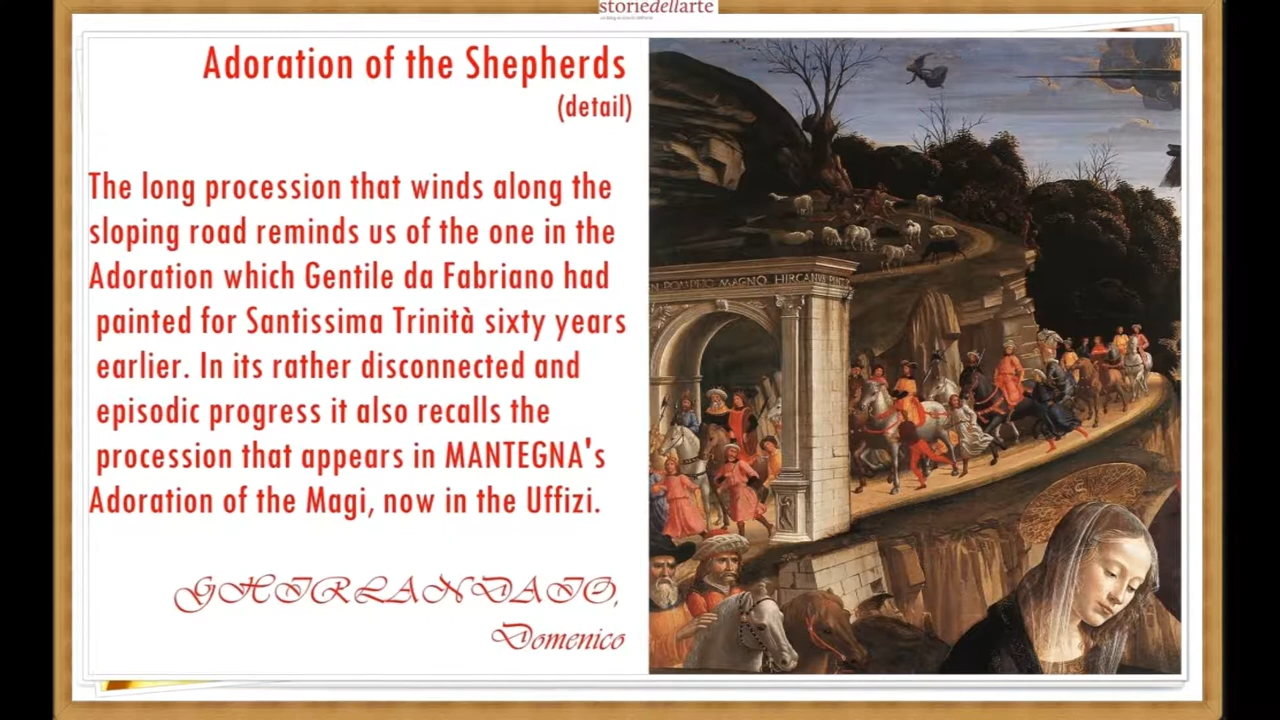 storiedellarte
Adoration of the Shepherds
(detail)
The long procession that winds along the
sloping road reminds us of the one in the
Adoration which Gentile da Fabriano had
painted for Santissima Trinità sixty years
earlier. In its rather disconnected and
episodic progress it also recalls the
procession that appears in MANTEGNA's
Adoration of the Magi, now in the Uffizi.
GHIRLANDAIO,
Domenico
POMPEIO MAGNO HIRCANVS